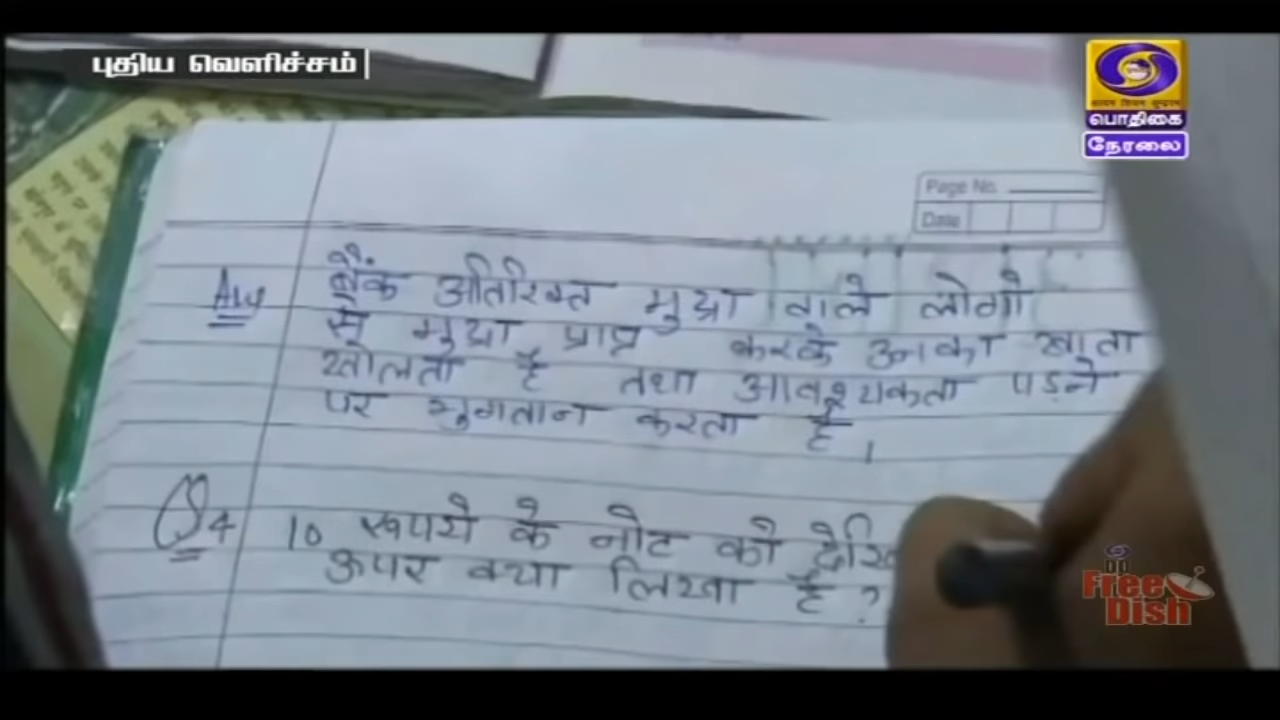 புதிய வெளிச்சம்
பொதிகை
நேரலை
Page No.
Date
Ans
बैंक अतिरिक्त मुद्रा वाले लोगो
से मुद्रा प्राप्त करके उनका खाता
खोलता है तथा आवश्यकता पड़ने
पर भुगतान करता है।
Q4 10 रूपये के नोट को देखि
ऊपर क्या लिखा है ?
DD
Free
Dish